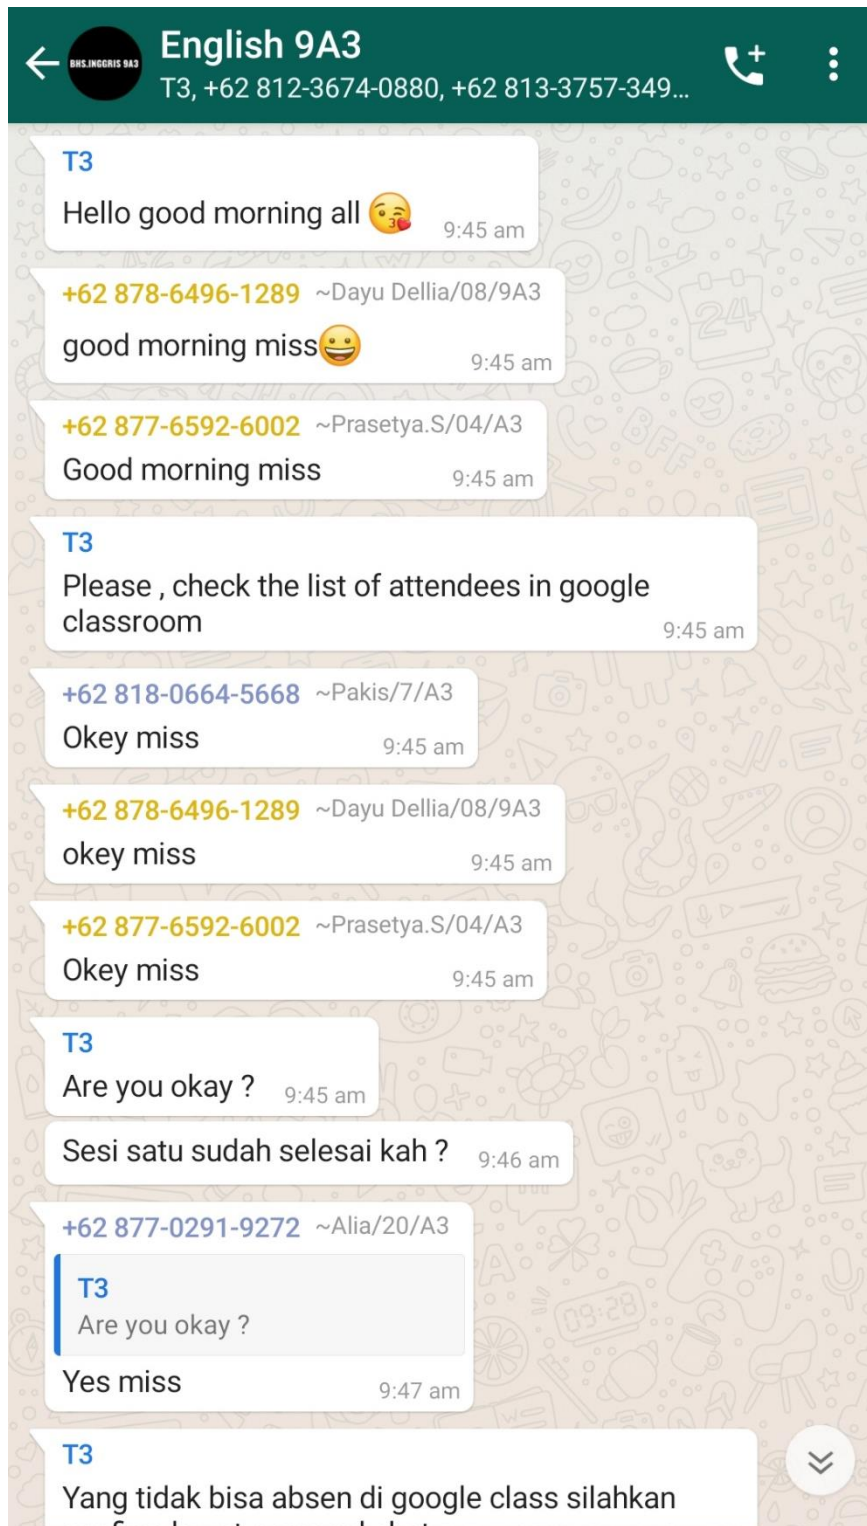 English 9A3
BHS.INGGRIS 9A3
T3, +62 812-3674-0880, +62 813-3757-349...
T3
Hello good morning all 😘
9:45 am
+62 878-6496-1289 ~Dayu Dellia/08/9A3
good morning miss😀
9:45 am
+62 877-6592-6002 ~Prasetya.S/04/A3
Good morning miss
9:45 am
T3
Please , check the list of attendees in google
classroom
9:45 am
+62 818-0664-5668 ~Pakis/7/A3
Okey miss
9:45 am
+62 878-6496-1289 ~Dayu Dellia/08/9A3
okey miss
9:45 am
+62 877-6592-6002 ~Prasetya.S/04/A3
Okey miss
9:45 am
T3
Are you okay ?
9:45 am
Sesi satu sudah selesai kah ?
9:46 am
+62 877-0291-9272 ~Alia/20/A3
T3
Are you okay ?
Yes miss
9:47 am
T3
Yang tidak bisa absen di google class silahkan